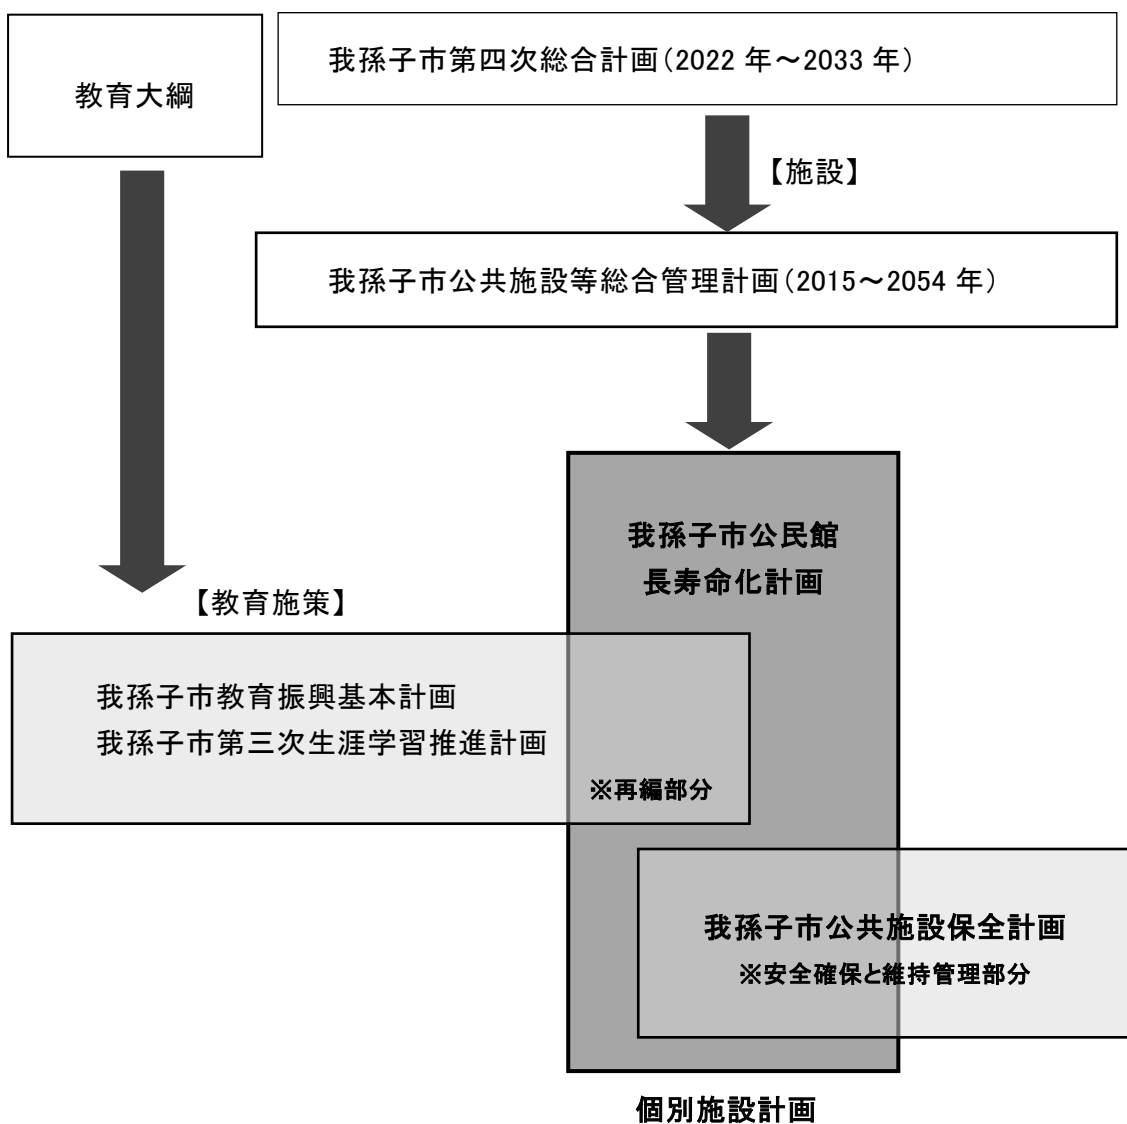 教育大綱
我孫子市第四次総合計画（2022 年～2033 年）
【施設】
我孫子市公共施設等総合管理計画（2015～2054 年）
我孫子市公民館
長寿命化計画
【教育施策】
我孫子市教育振興基本計画
我孫子市第三次生涯学習推進計画
※再編部分
我孫子市公共施設保全計画
※安全確保と維持管理部分
個別施設計画